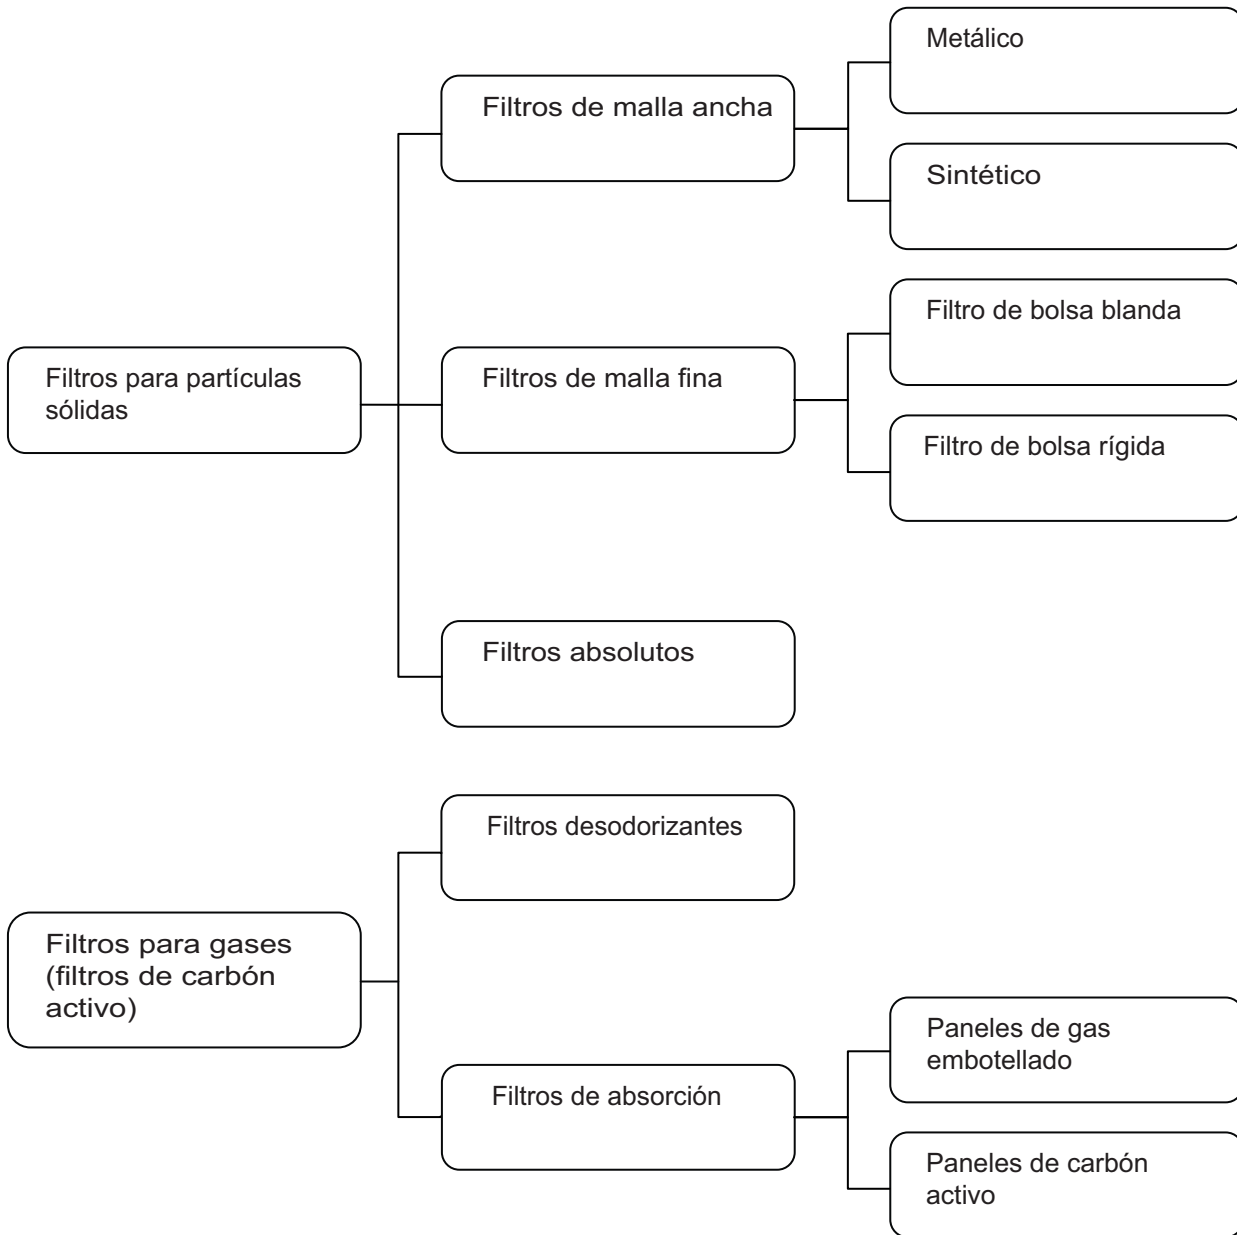 Metálico
Filtros de malla ancha
Sintético
Filtro de bolsa blanda
Filtros para partículas
sólidas
Filtros de malla fina
Filtro de bolsa rígida
Filtros absolutos
Filtros desodorizantes
Filtros para gases
(filtros de carbón
activo)
Paneles de gas
embotellado
Filtros de absorción
Paneles de carbón
activo